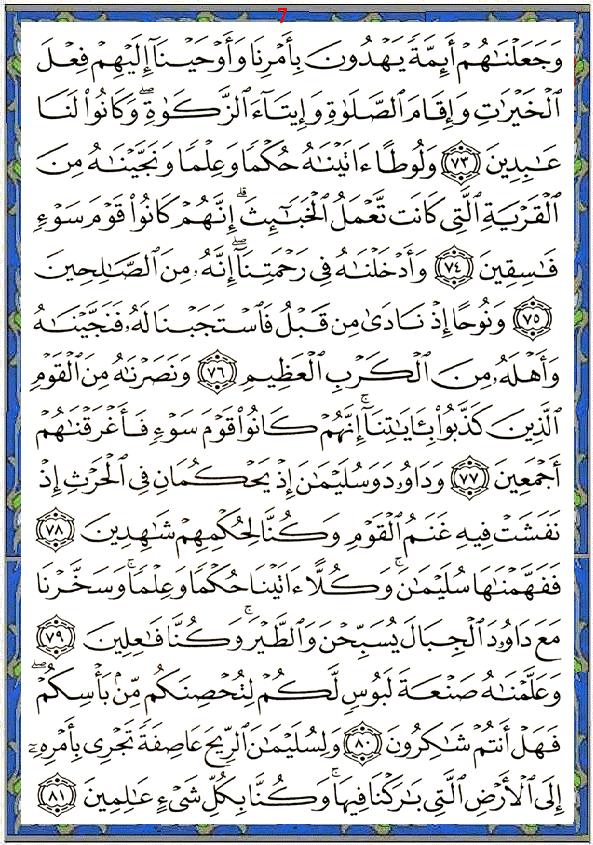 7
وَجَعَلْنَٰهُمْ أَئِمَّةً يَهْدُونَ بِأَمْرِنَا وَأَوْحَيْنَآ إِلَيْهِمْ فِعْلَ
ٱلْخَيْرَٰتِ وَإِقَامَ ٱلصَّلَوٰةِ وَإِيتَآءَ ٱلزَّكَوٰةِ ۖ وَكَانُوا۟ لَنَا
عَٰبِدِينَ ﴿٧٣﴾ وَلُوطًا ءَاتَيْنَٰهُ حُكْمًا وَعِلْمًا وَنَجَّيْنَٰهُ مِنَ
ٱلْقَرْيَةِ ٱلَّتِى كَانَت تَّعْمَلُ ٱلْخَبَٰٓئِثَ ۗ إِنَّهُمْ كَانُوا۟ قَوْمَ سَوْءٍ
فَٰسِقِينَ ﴿٧٤﴾ وَأَدْخَلْنَٰهُ فِى رَحْمَتِنَآ ۖ إِنَّهُۥ مِنَ ٱلصَّٰلِحِينَ
﴿٧٥﴾ وَنُوحًا إِذْ نَادَىٰ مِن قَبْلُ فَٱسْتَجَبْنَا لَهُۥ فَنَجَّيْنَٰهُ
وَأَهْلَهُۥ مِنَ ٱلْكَرْبِ ٱلْعَظِيمِ ﴿٧٦﴾ وَنَصَرْنَٰهُ مِنَ ٱلْقَوْمِ
ٱلَّذِينَ كَذَّبُوا۟ بِـَٔايَٰتِنَآ ۚ إِنَّهُمْ كَانُوا۟ قَوْمَ سَوْءٍ فَأَغْرَقْنَٰهُمْ
أَجْمَعِينَ ﴿٧٧﴾ وَدَاوُۥدَ وَسُلَيْمَٰنَ إِذْ يَحْكُمَانِ فِى ٱلْحَرْثِ إِذْ
نَفَشَتْ فِيهِ غَنَمُ ٱلْقَوْمِ وَكُنَّا لِحُكْمِهِمْ شَٰهِدِينَ ﴿٧٨﴾
فَفَهَّمْنَٰهَا سُلَيْمَٰنَ ۚ وَكُلًّا ءَاتَيْنَا حُكْمًا وَعِلْمًا ۚ وَسَخَّرْنَا
مَعَ دَاوُۥدَ ٱلْجِبَالَ يُسَبِّحْنَ وَٱلطَّيْرَ ۚ وَكُنَّا فَٰعِلِينَ ﴿٧٩﴾
وَعَلَّمْنَٰهُ صَنْعَةَ لَبُوسٍ لَّكُمْ لِتُحْصِنَكُم مِّنۢ بَأْسِكُمْ ۖ
فَهَلْ أَنتُمْ شَٰكِرُونَ ﴿٨٠﴾ وَلِسُلَيْمَٰنَ ٱلرِّيحَ عَاصِفَةً تَجْرِى بِأَمْرِهِۦٓ
إِلَى ٱلْأَرْضِ ٱلَّتِى بَٰرَكْنَا فِيهَا ۚ وَكُنَّا بِكُلِّ شَىْءٍ عَٰلِمِينَ ﴿٨١﴾